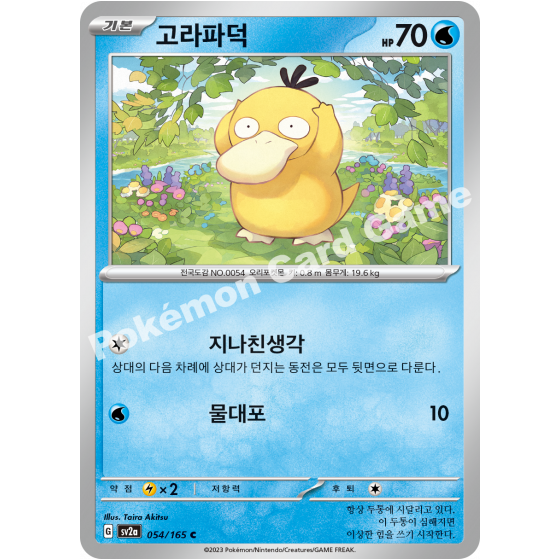 기본 고라파덕 HP 70
전국도감 NO.0054 오리포켓몬 키: 0.8 m 몸무게: 19.6 kg
Pokémon Card Game
지나친생각
상대의 다음 차례에 상대가 던지는 동전은 모두 뒷면으로 다룬다.
물대포 10
약점 ×2 저항력 후퇴
Illus. Taira Akitsu
G sv2a 054/165 C
항상 두통에 시달리고 있다.
이 두통이 심해지면
이상한 힘을 쓰기 시작한다.
©2023 Pokémon/Nintendo/Creatures/GAME FREAK.